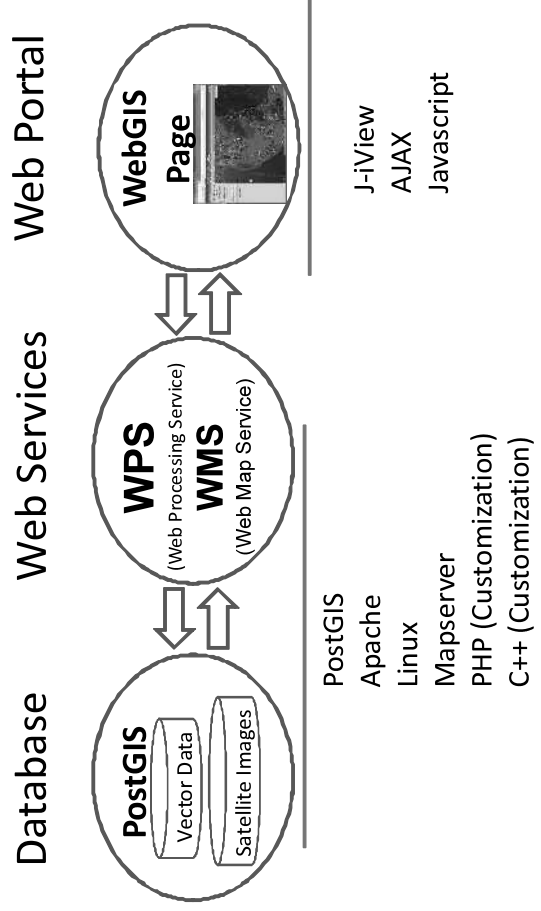 Database
Web Services
Web Portal
PostGIS
Vector Data
Satellite Images
WPS
(Web Processing Service)
WMS
(Web Map Service)
WebGIS
Page
PostGIS
Apache
Linux
Mapserver
PHP (Customization)
C++ (Customization)
J-iView
AJAX
Javascript